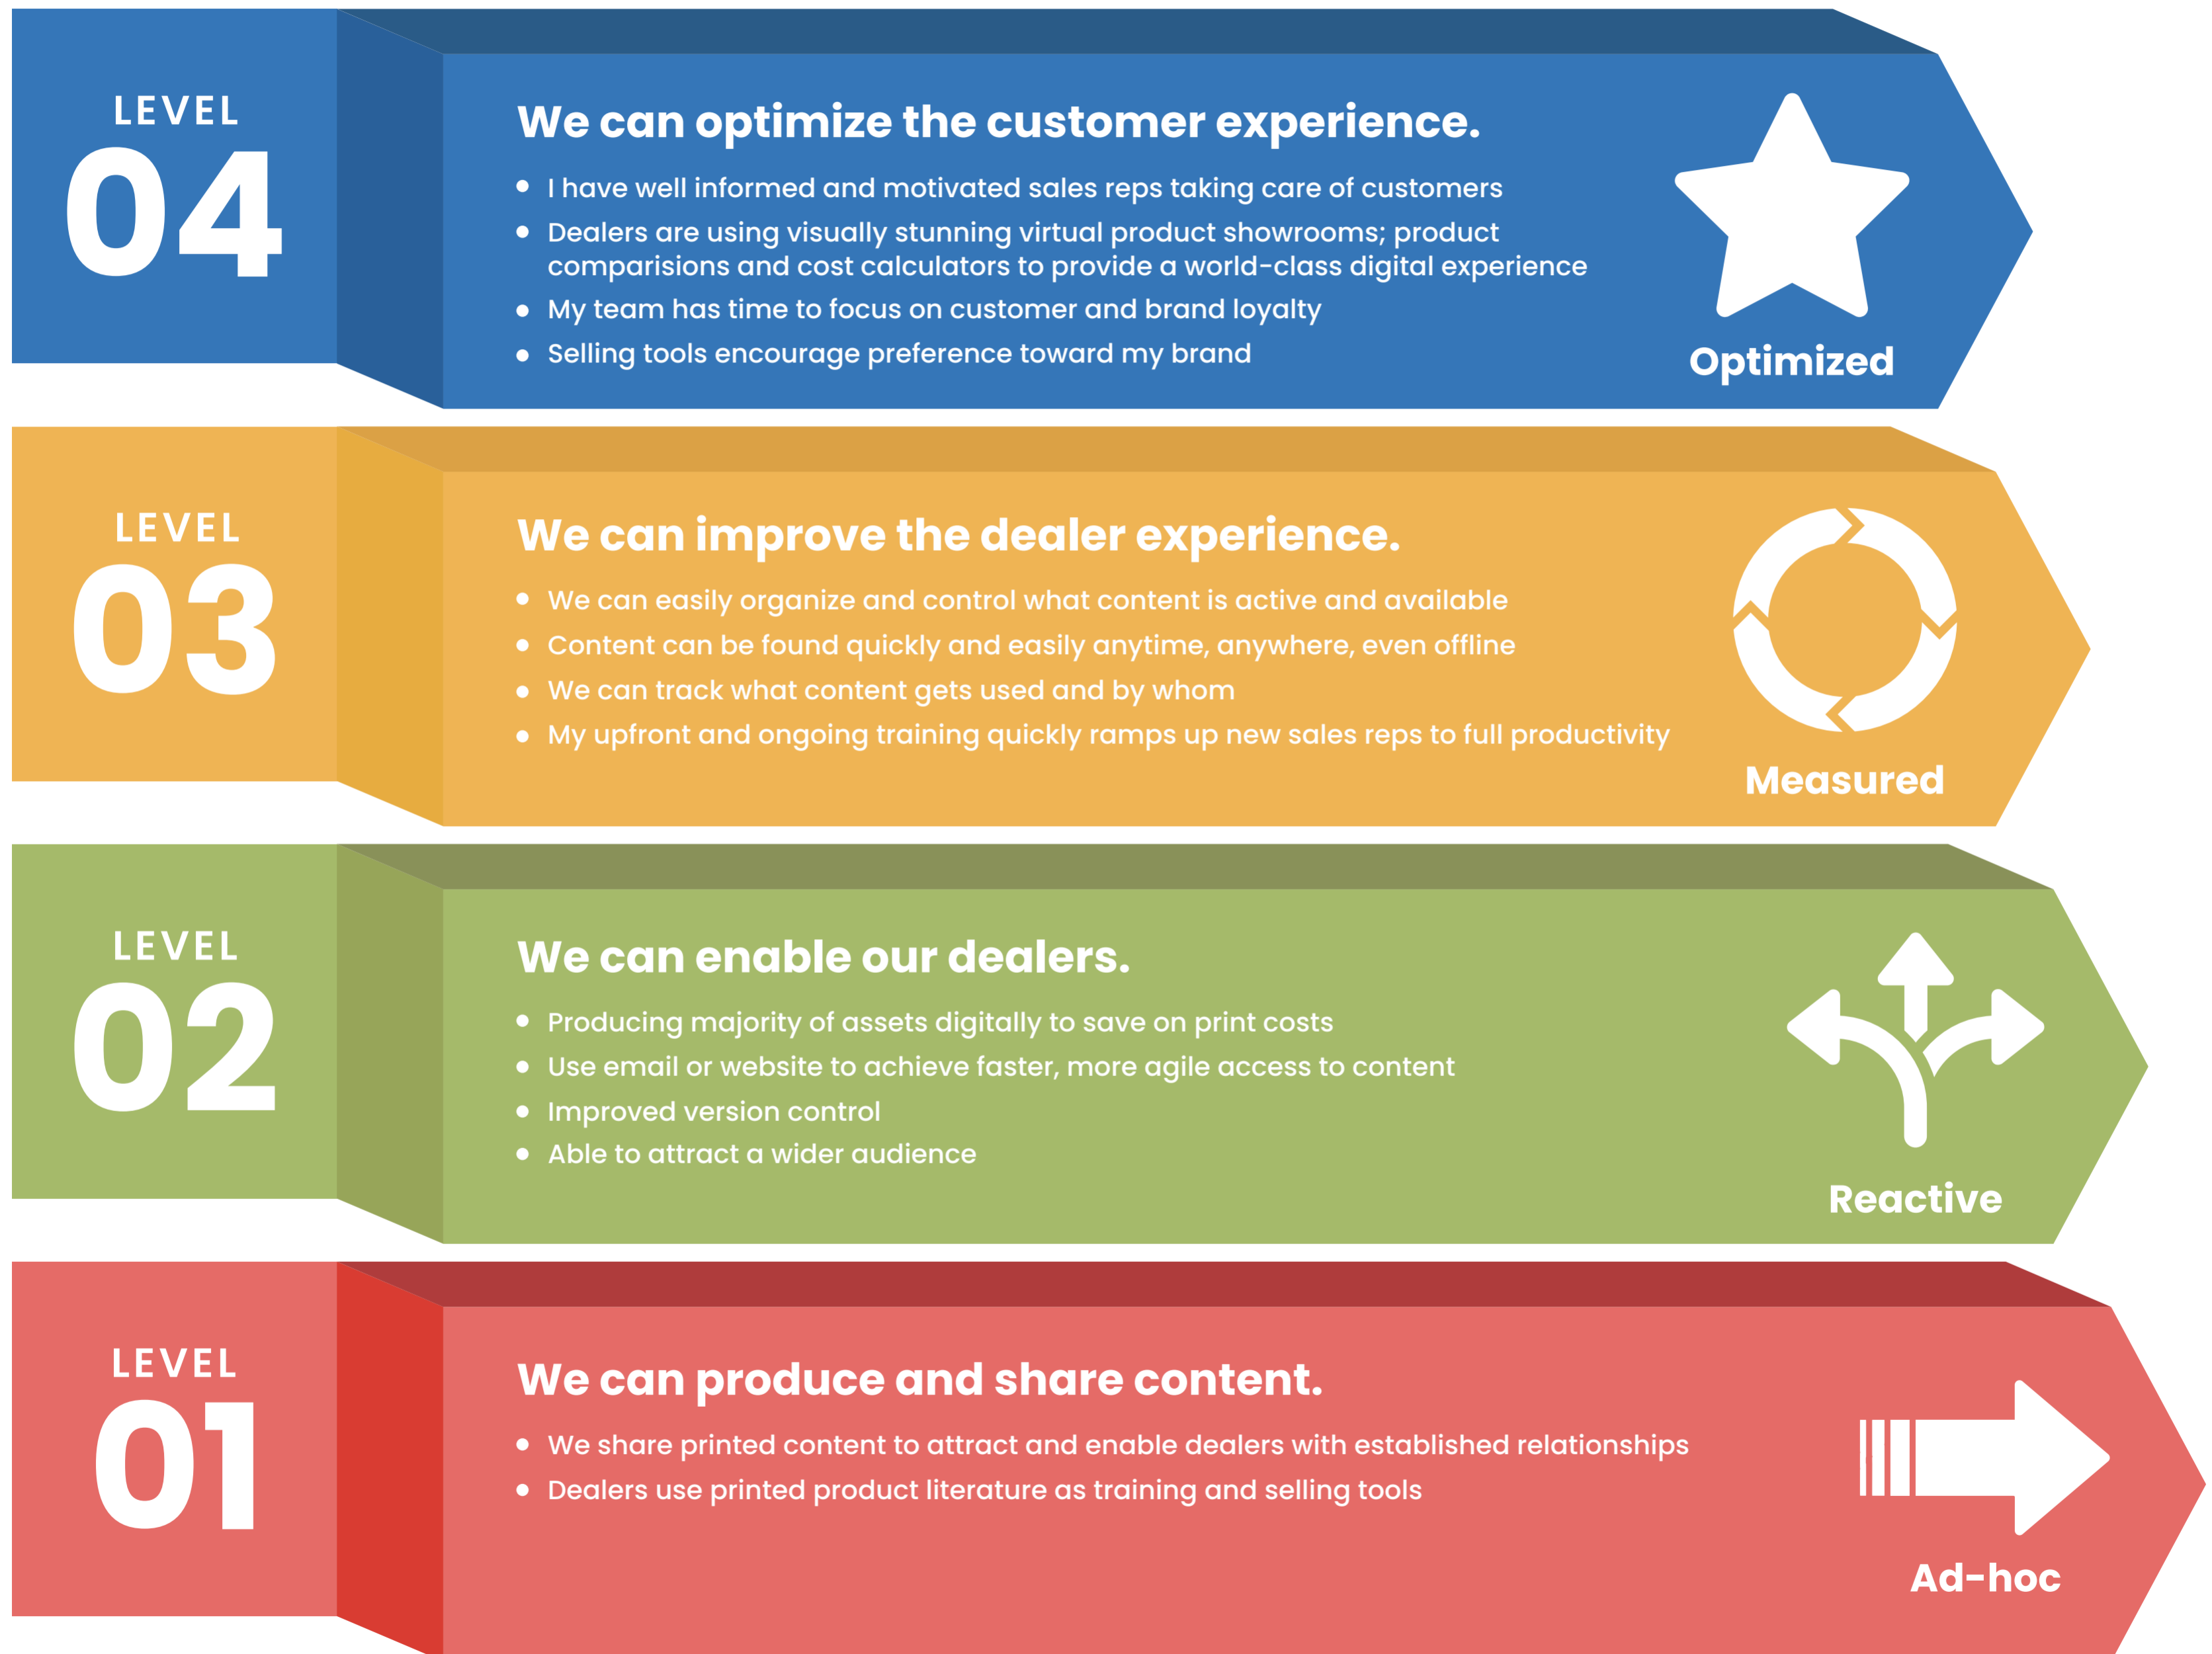 LEVEL
04
We can optimize the customer experience.
I have well informed and motivated sales reps taking care of customers
Dealers are using visually stunning virtual product showrooms; product
comparisions and cost calculators to provide a world-class digital experience
My team has time to focus on customer and brand loyalty
Selling tools encourage preference toward my brand
Optimized
LEVEL
03
We can improve the dealer experience.
We can easily organize and control what content is active and available
Content can be found quickly and easily anytime, anywhere, even offline
We can track what content gets used and by whom
My upfront and ongoing training quickly ramps up new sales reps to full productivity
Measured
LEVEL
02
We can enable our dealers.
Producing majority of assets digitally to save on print costs
Use email or website to achieve faster, more agile access to content
Improved version control
Able to attract a wider audience
Reactive
LEVEL
01
We can produce and share content.
We share printed content to attract and enable dealers with established relationships
Dealers use printed product literature as training and selling tools
Ad-hoc